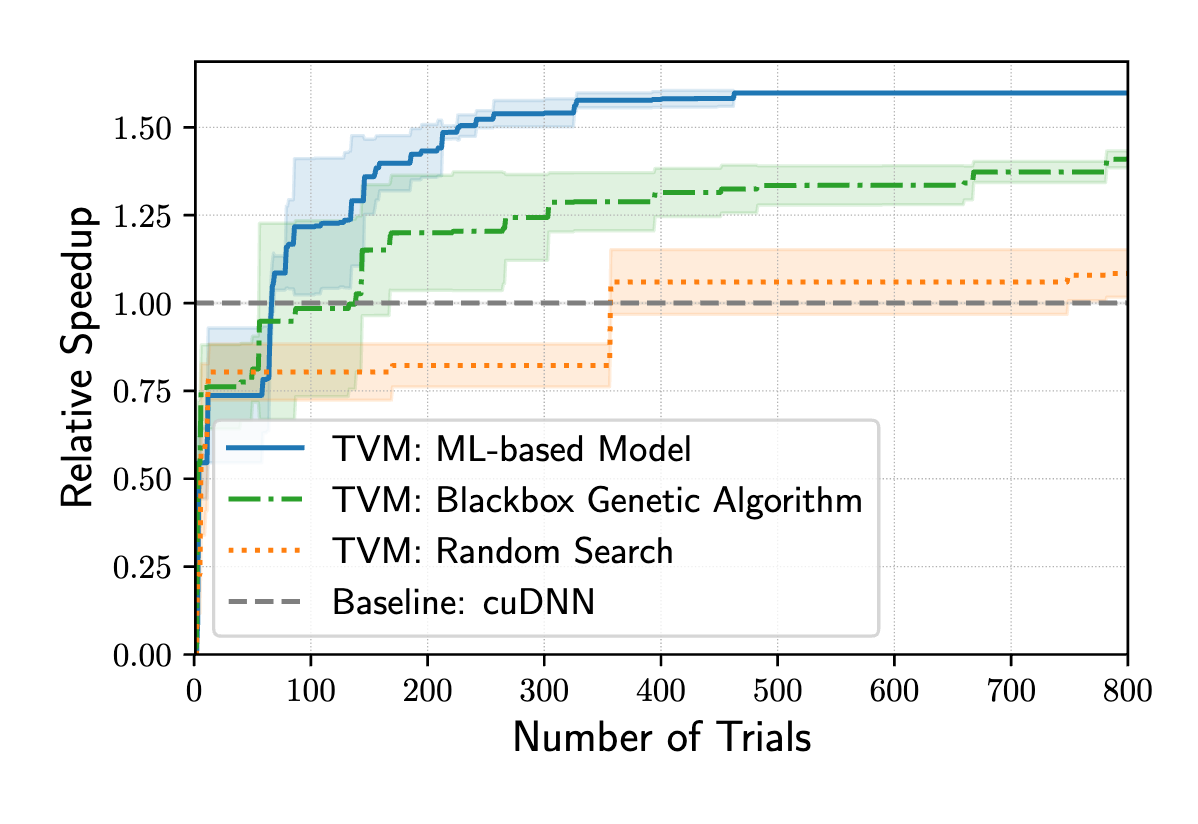 Relative Speedup
1.50
1.25
1.00
0.75
0.50
0.25
0.00
TVM: ML-based Model
TVM: Blackbox Genetic Algorithm
TVM: Random Search
Baseline: cuDNN
0 100 200 300 400 500 600 700 800
Number of Trials